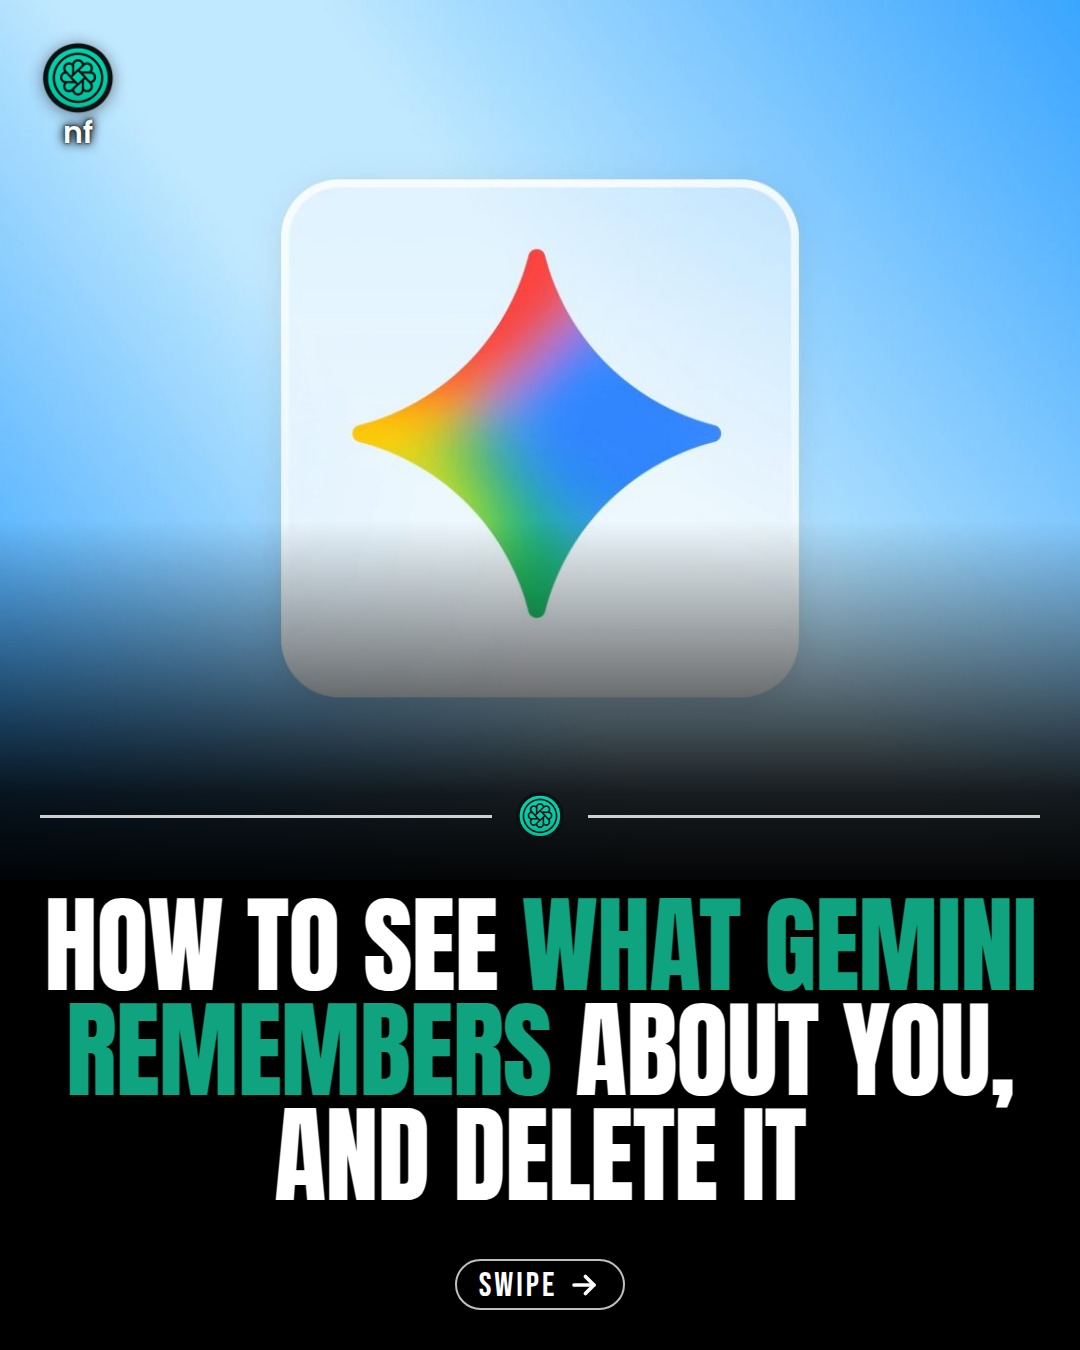 nf
HOW TO SEE WHAT GEMINI
REMEMBERS ABOUT YOU,
AND DELETE IT
SWIPE →